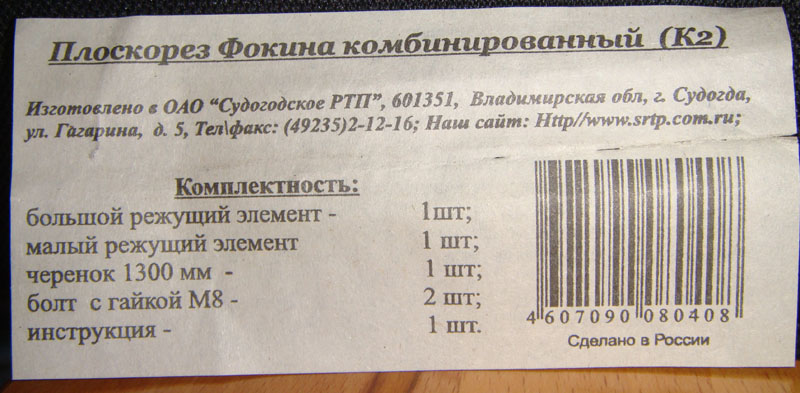 Плоскорез Фокина комбинированный (К2)
Изготовлено в ОАО “Судогодское РТП”, 601351, Владимирская обл, г. Судогда,
ул. Гагарина, д. 5, Тел\факс: (49235)2-12-16; Наш сайт: Http//www.srtp.com.ru;
Комплектность:
большой режущий элемент - 1шт;
малый режущий элемент 1 шт;
черенок 1300 мм - 1 шт;
болт с гайкой М8 - 2 шт;
инструкция - 1 шт.
4 607090 080408
Сделано в России